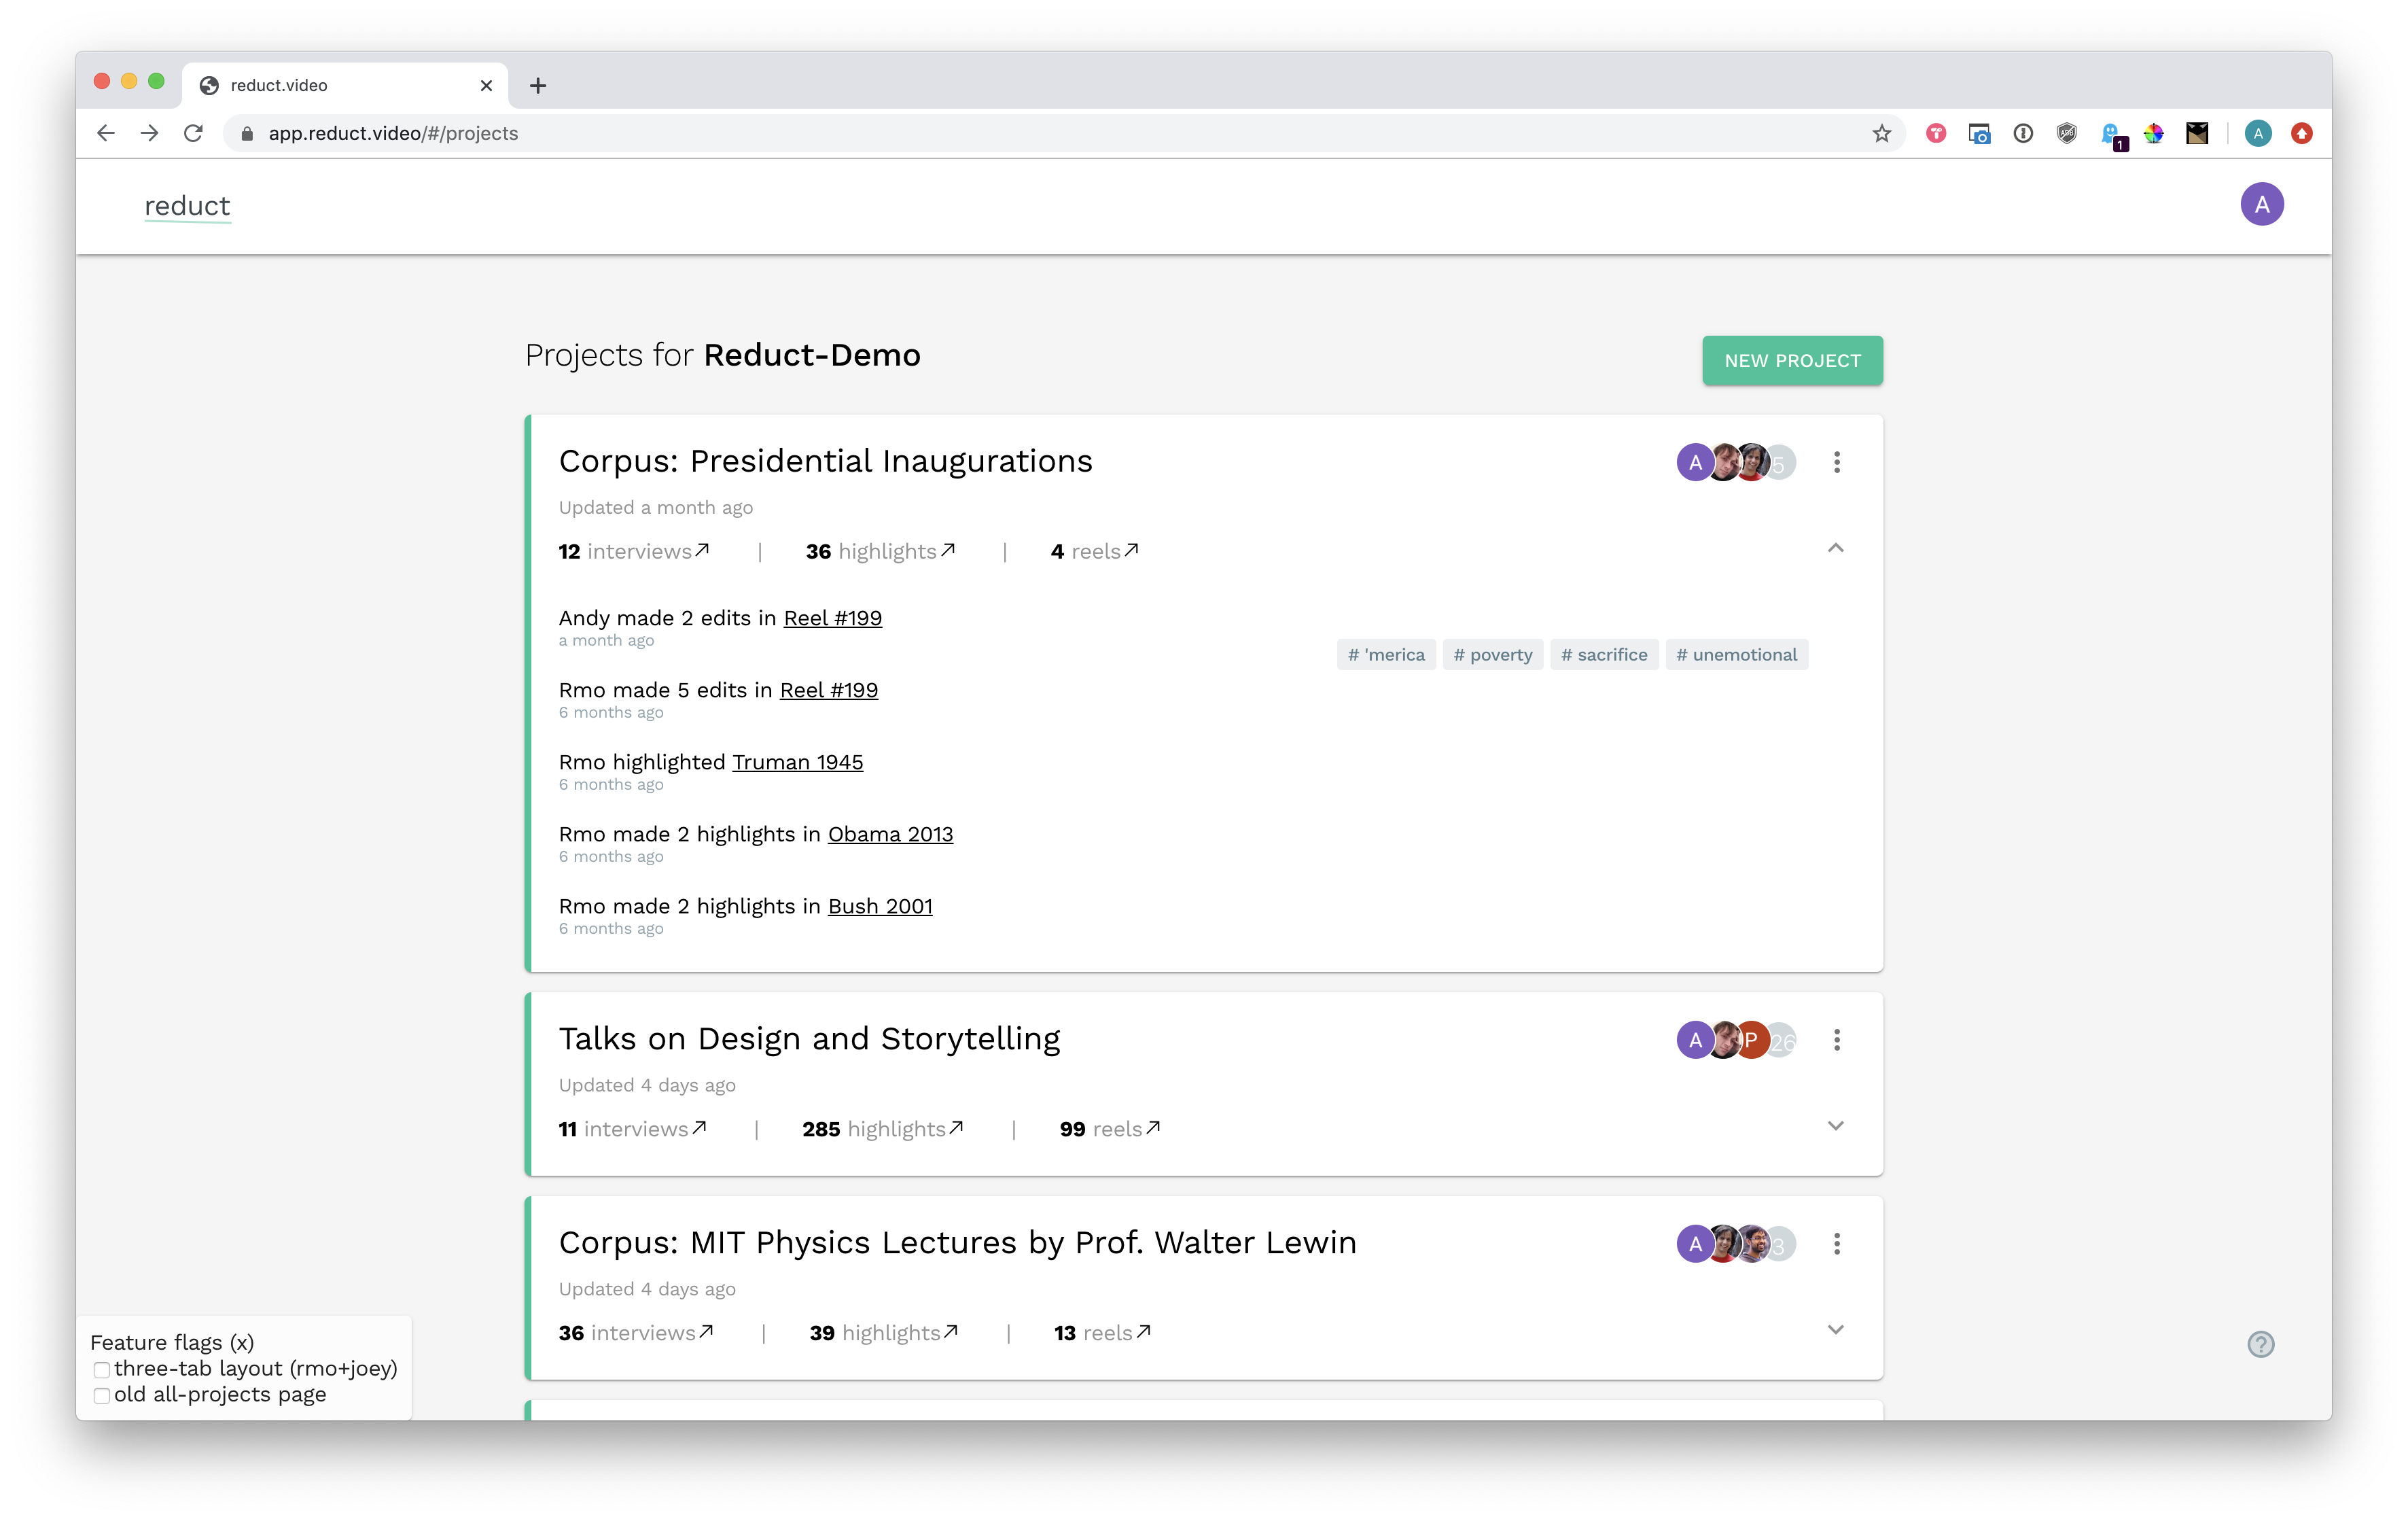 reduct.video
app.reduct.video/#/projects
1
A
reduct
A
Projects for Reduct-Demo
NEW PROJECT
Corpus: Presidential Inaugurations
A 5
Updated a month ago
12 interviews | 36 highlights | 4 reels
Andy made 2 edits in Reel #199
a month ago
# 'merica # poverty # sacrifice # unemotional
Rmo made 5 edits in Reel #199
6 months ago
Rmo highlighted Truman 1945
6 months ago
Rmo made 2 highlights in Obama 2013
6 months ago
Rmo made 2 highlights in Bush 2001
6 months ago
Talks on Design and Storytelling
A P 26
Updated 4 days ago
11 interviews | 285 highlights | 99 reels
Corpus: MIT Physics Lectures by Prof. Walter Lewin
A 3
Updated 4 days ago
36 interviews | 39 highlights | 13 reels
Feature flags (x)
three-tab layout (rmo+joey)
old all-projects page
?